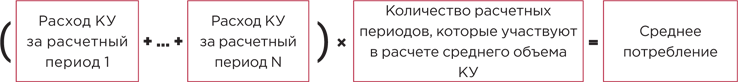 (
Расход КУ
за расчетный
период 1
+ ... +
Расход КУ
за расчетный
период N
)
×
Количество расчетных
периодов, которые участвуют
в расчете среднего объема
КУ
=
Среднее
потребление